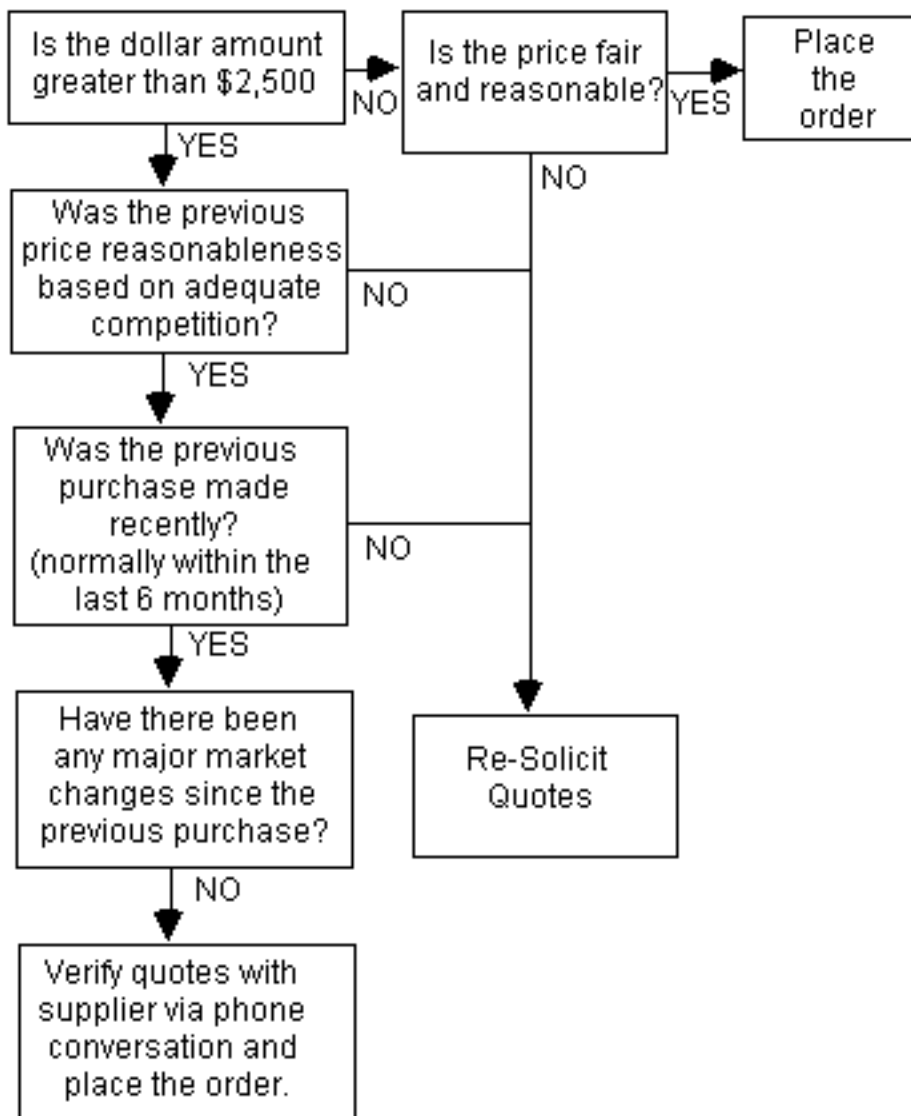 Is the dollar amount
greater than $2,500
NO
Is the price fair
and reasonable?
YES
Place
the
order
YES
NO
Was the previous
price reasonableness
based on adequate
competition?
NO
YES
Was the previous
purchase made
recently?
(normally within the
last 6 months)
NO
YES
Have there been
any major market
changes since the
previous purchase?
Re-Solicit
Quotes
NO
Verify quotes with
supplier via phone
conversation and
place the order.